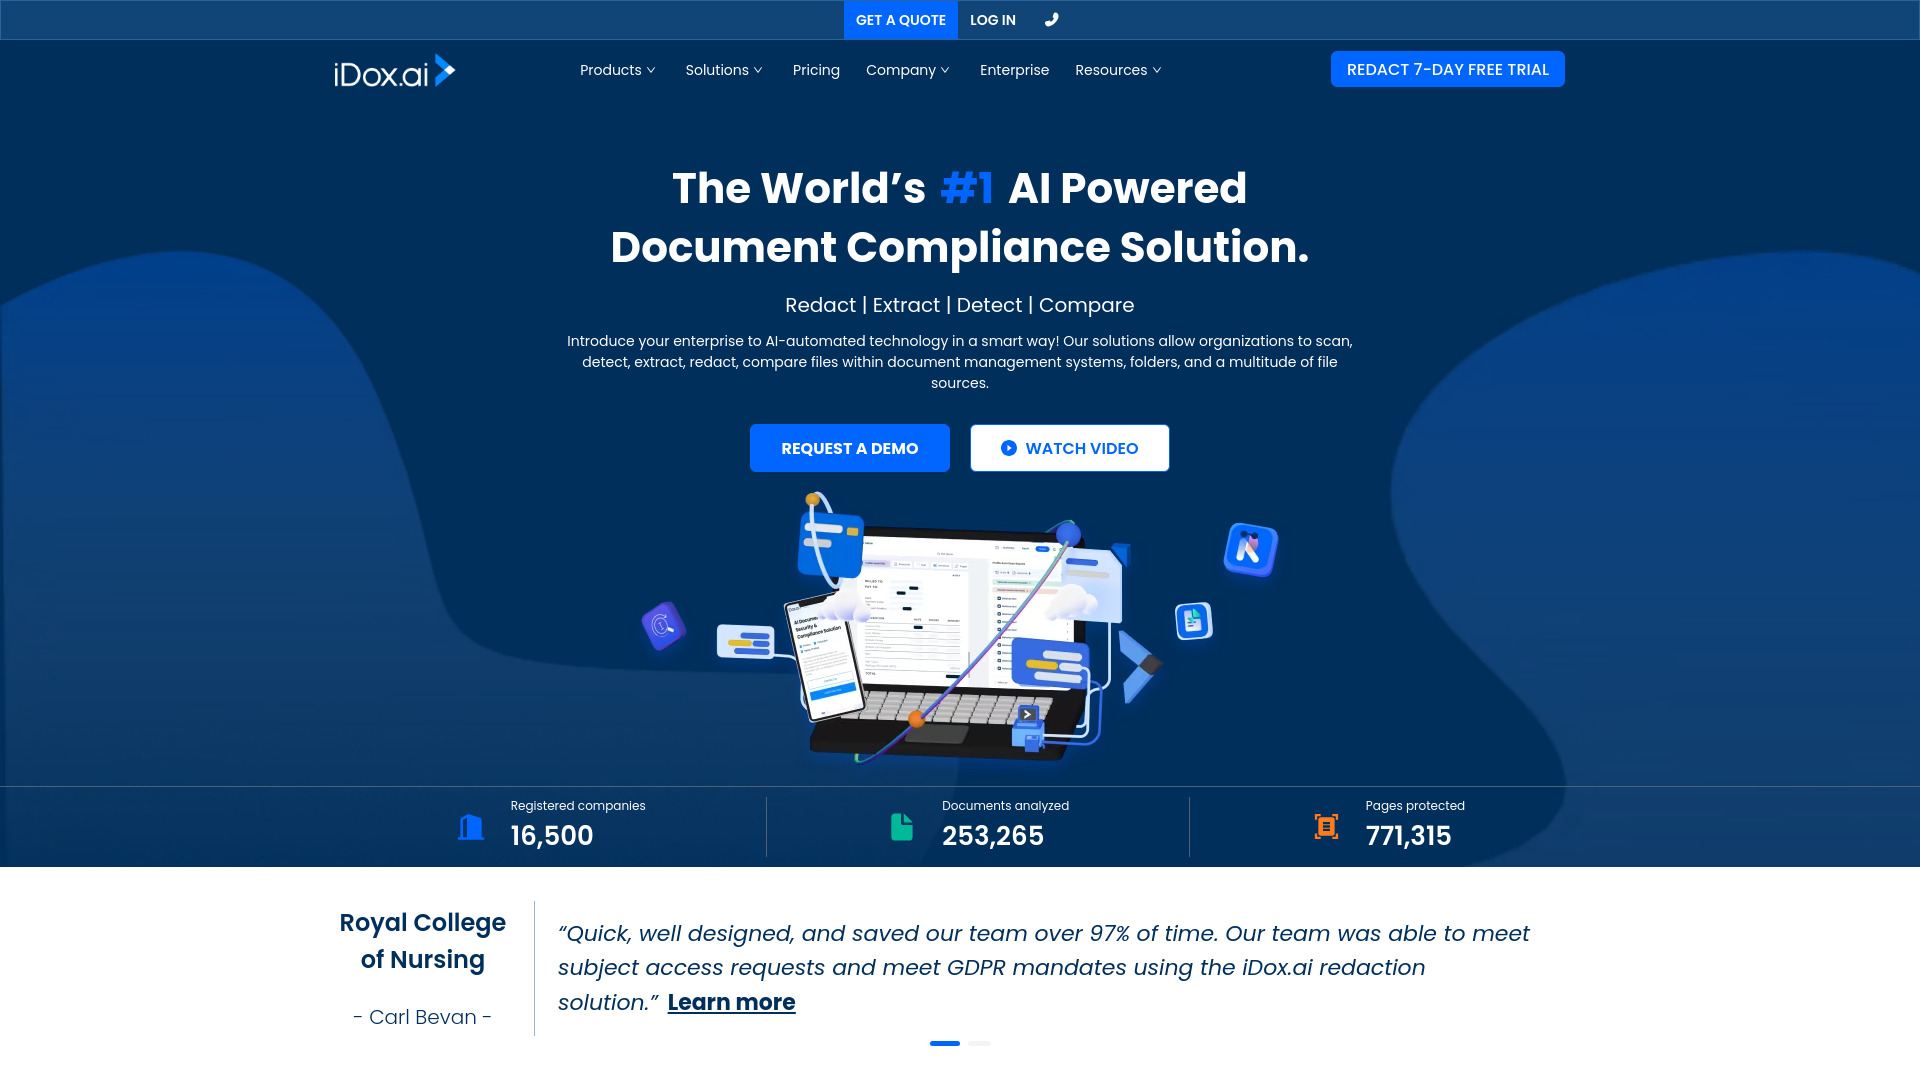 GET A QUOTE LOG IN
iDox.ai Products Solutions Pricing Company Enterprise Resources REDACT 7-DAY FREE TRIAL
The World’s #1 AI Powered
Document Compliance Solution.
Redact | Extract | Detect | Compare
Introduce your enterprise to AI-automated technology in a smart way! Our solutions allow organizations to scan,
detect, extract, redact, compare files within document management systems, folders, and a multitude of file
sources.
REQUEST A DEMO WATCH VIDEO
Registered companies
16,500
Documents analyzed
253,265
Pages protected
771,315
Royal College
of Nursing
- Carl Bevan -
“Quick, well designed, and saved our team over 97% of time. Our team was able to meet
subject access requests and meet GDPR mandates using the iDox.ai redaction
solution.” Learn more